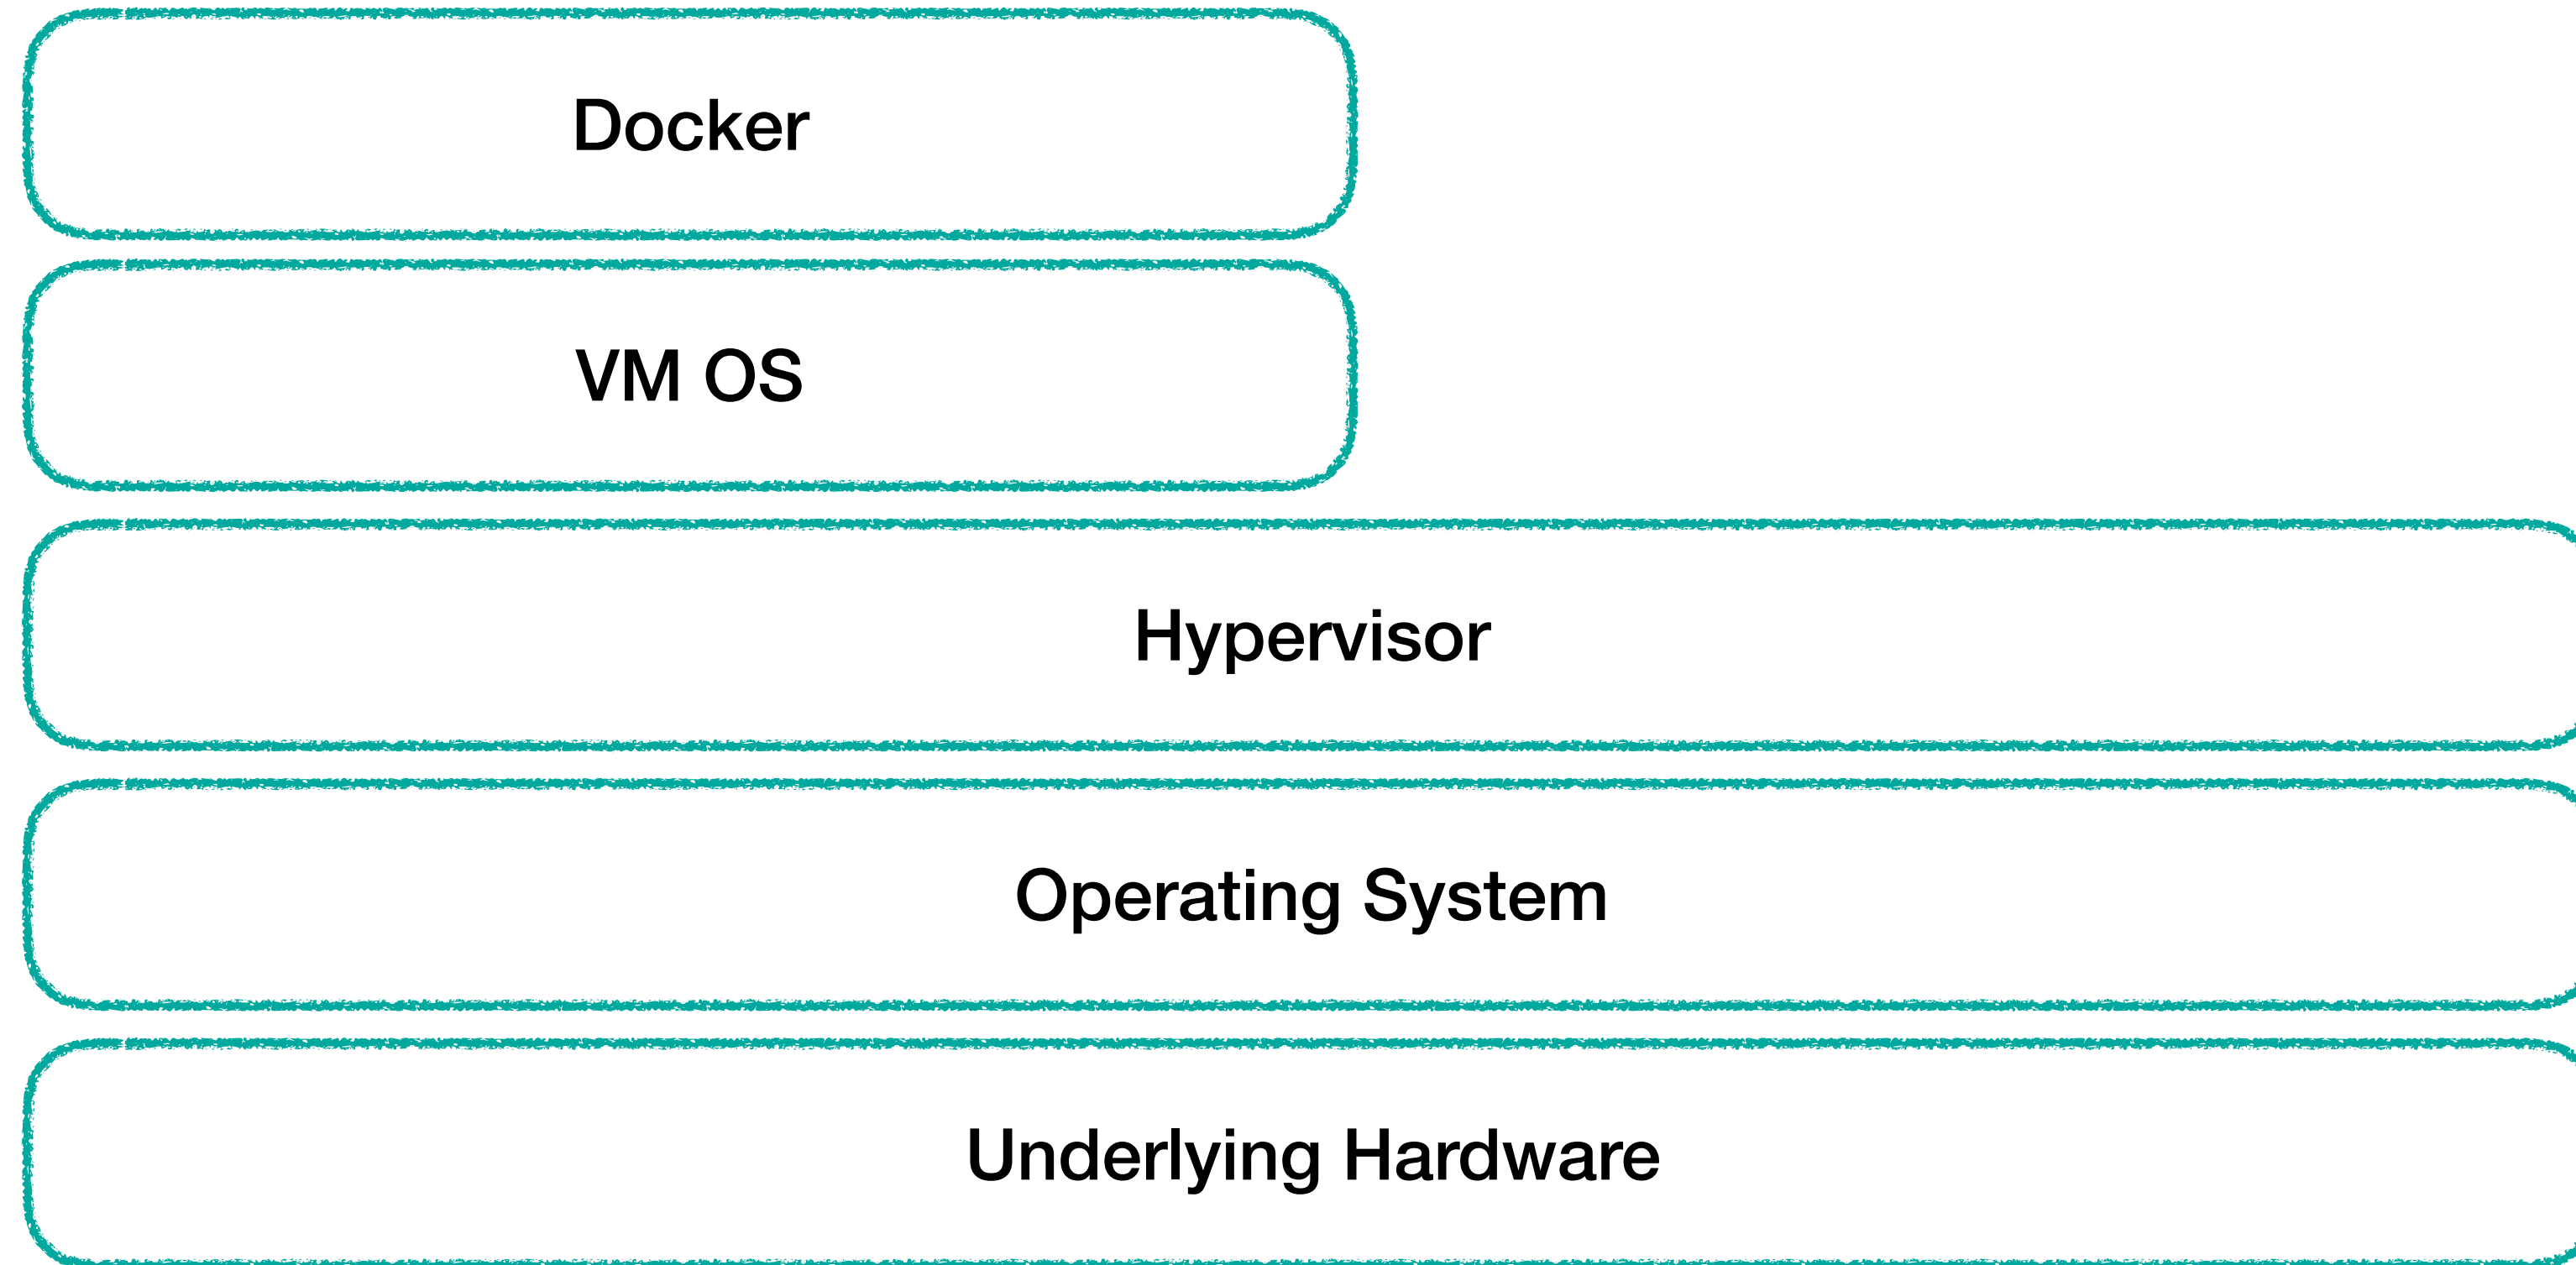 Docker
VM OS
Hypervisor
Operating System
Underlying Hardware